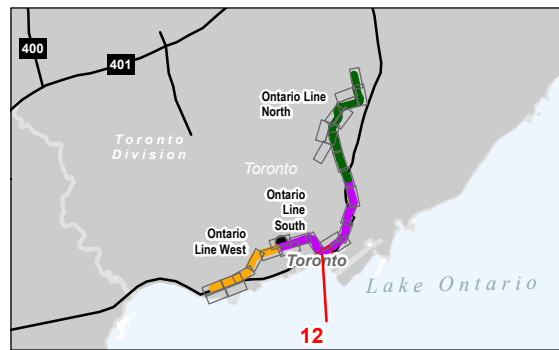 400
401
Ontario Line
North
Toronto
Division
Toronto
Ontario
Line
South
Ontario
Line West
Toronto
Lake Ontario
12